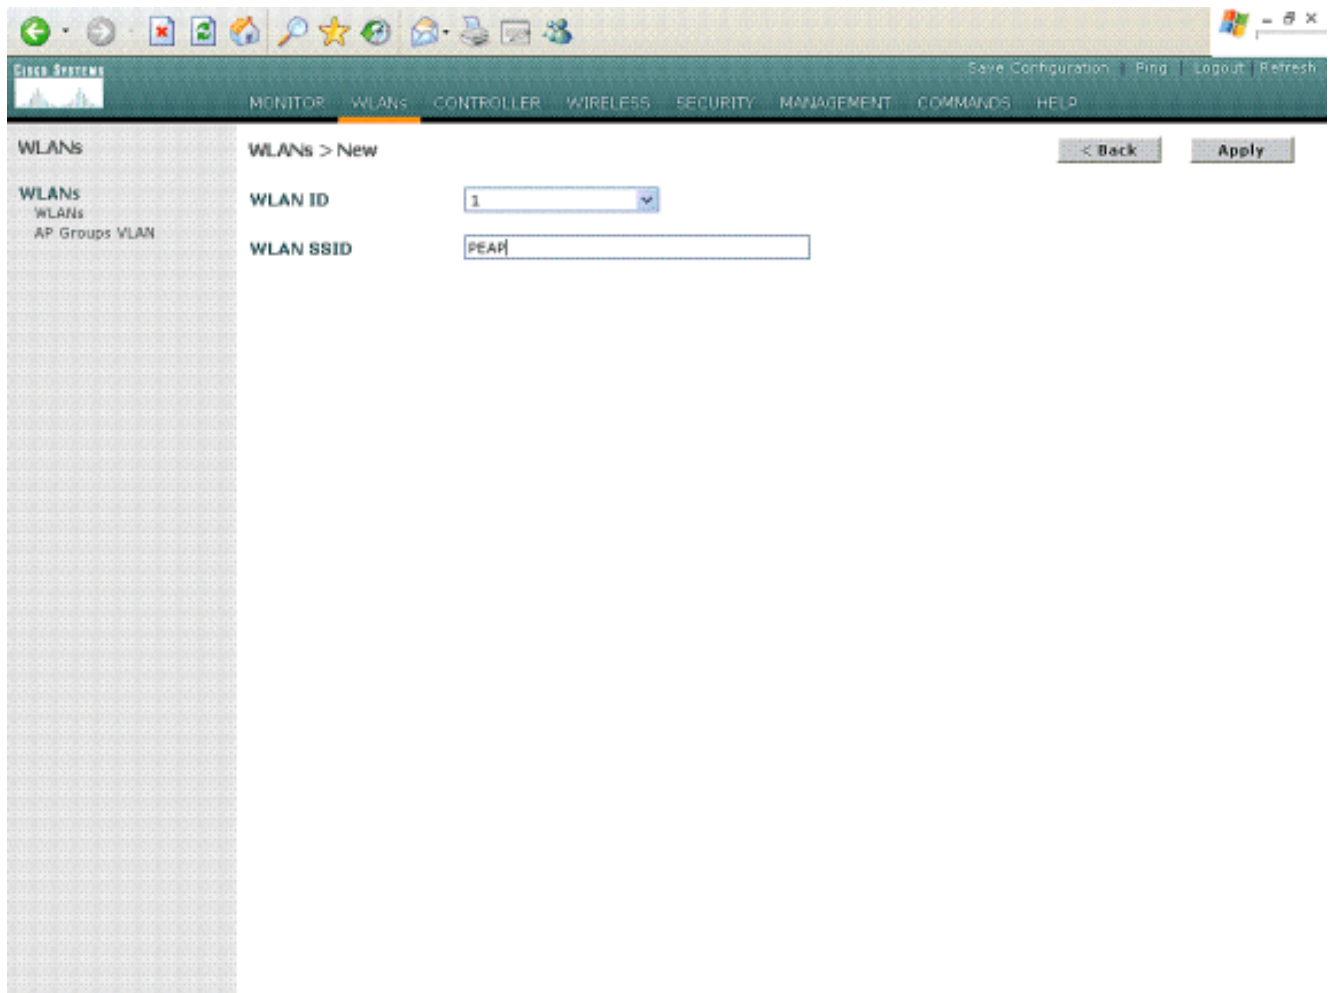 Save Configuration | Ping | Logout | Refresh
CISCO SYSTEMS
MONITOR WLANs CONTROLLER WIRELESS SECURITY MANAGEMENT COMMANDS HELP
WLANs
WLANs > New
< Back
Apply
WLANs
WLANs
AP Groups VLAN
WLAN ID
1
WLAN SSID
PEAP